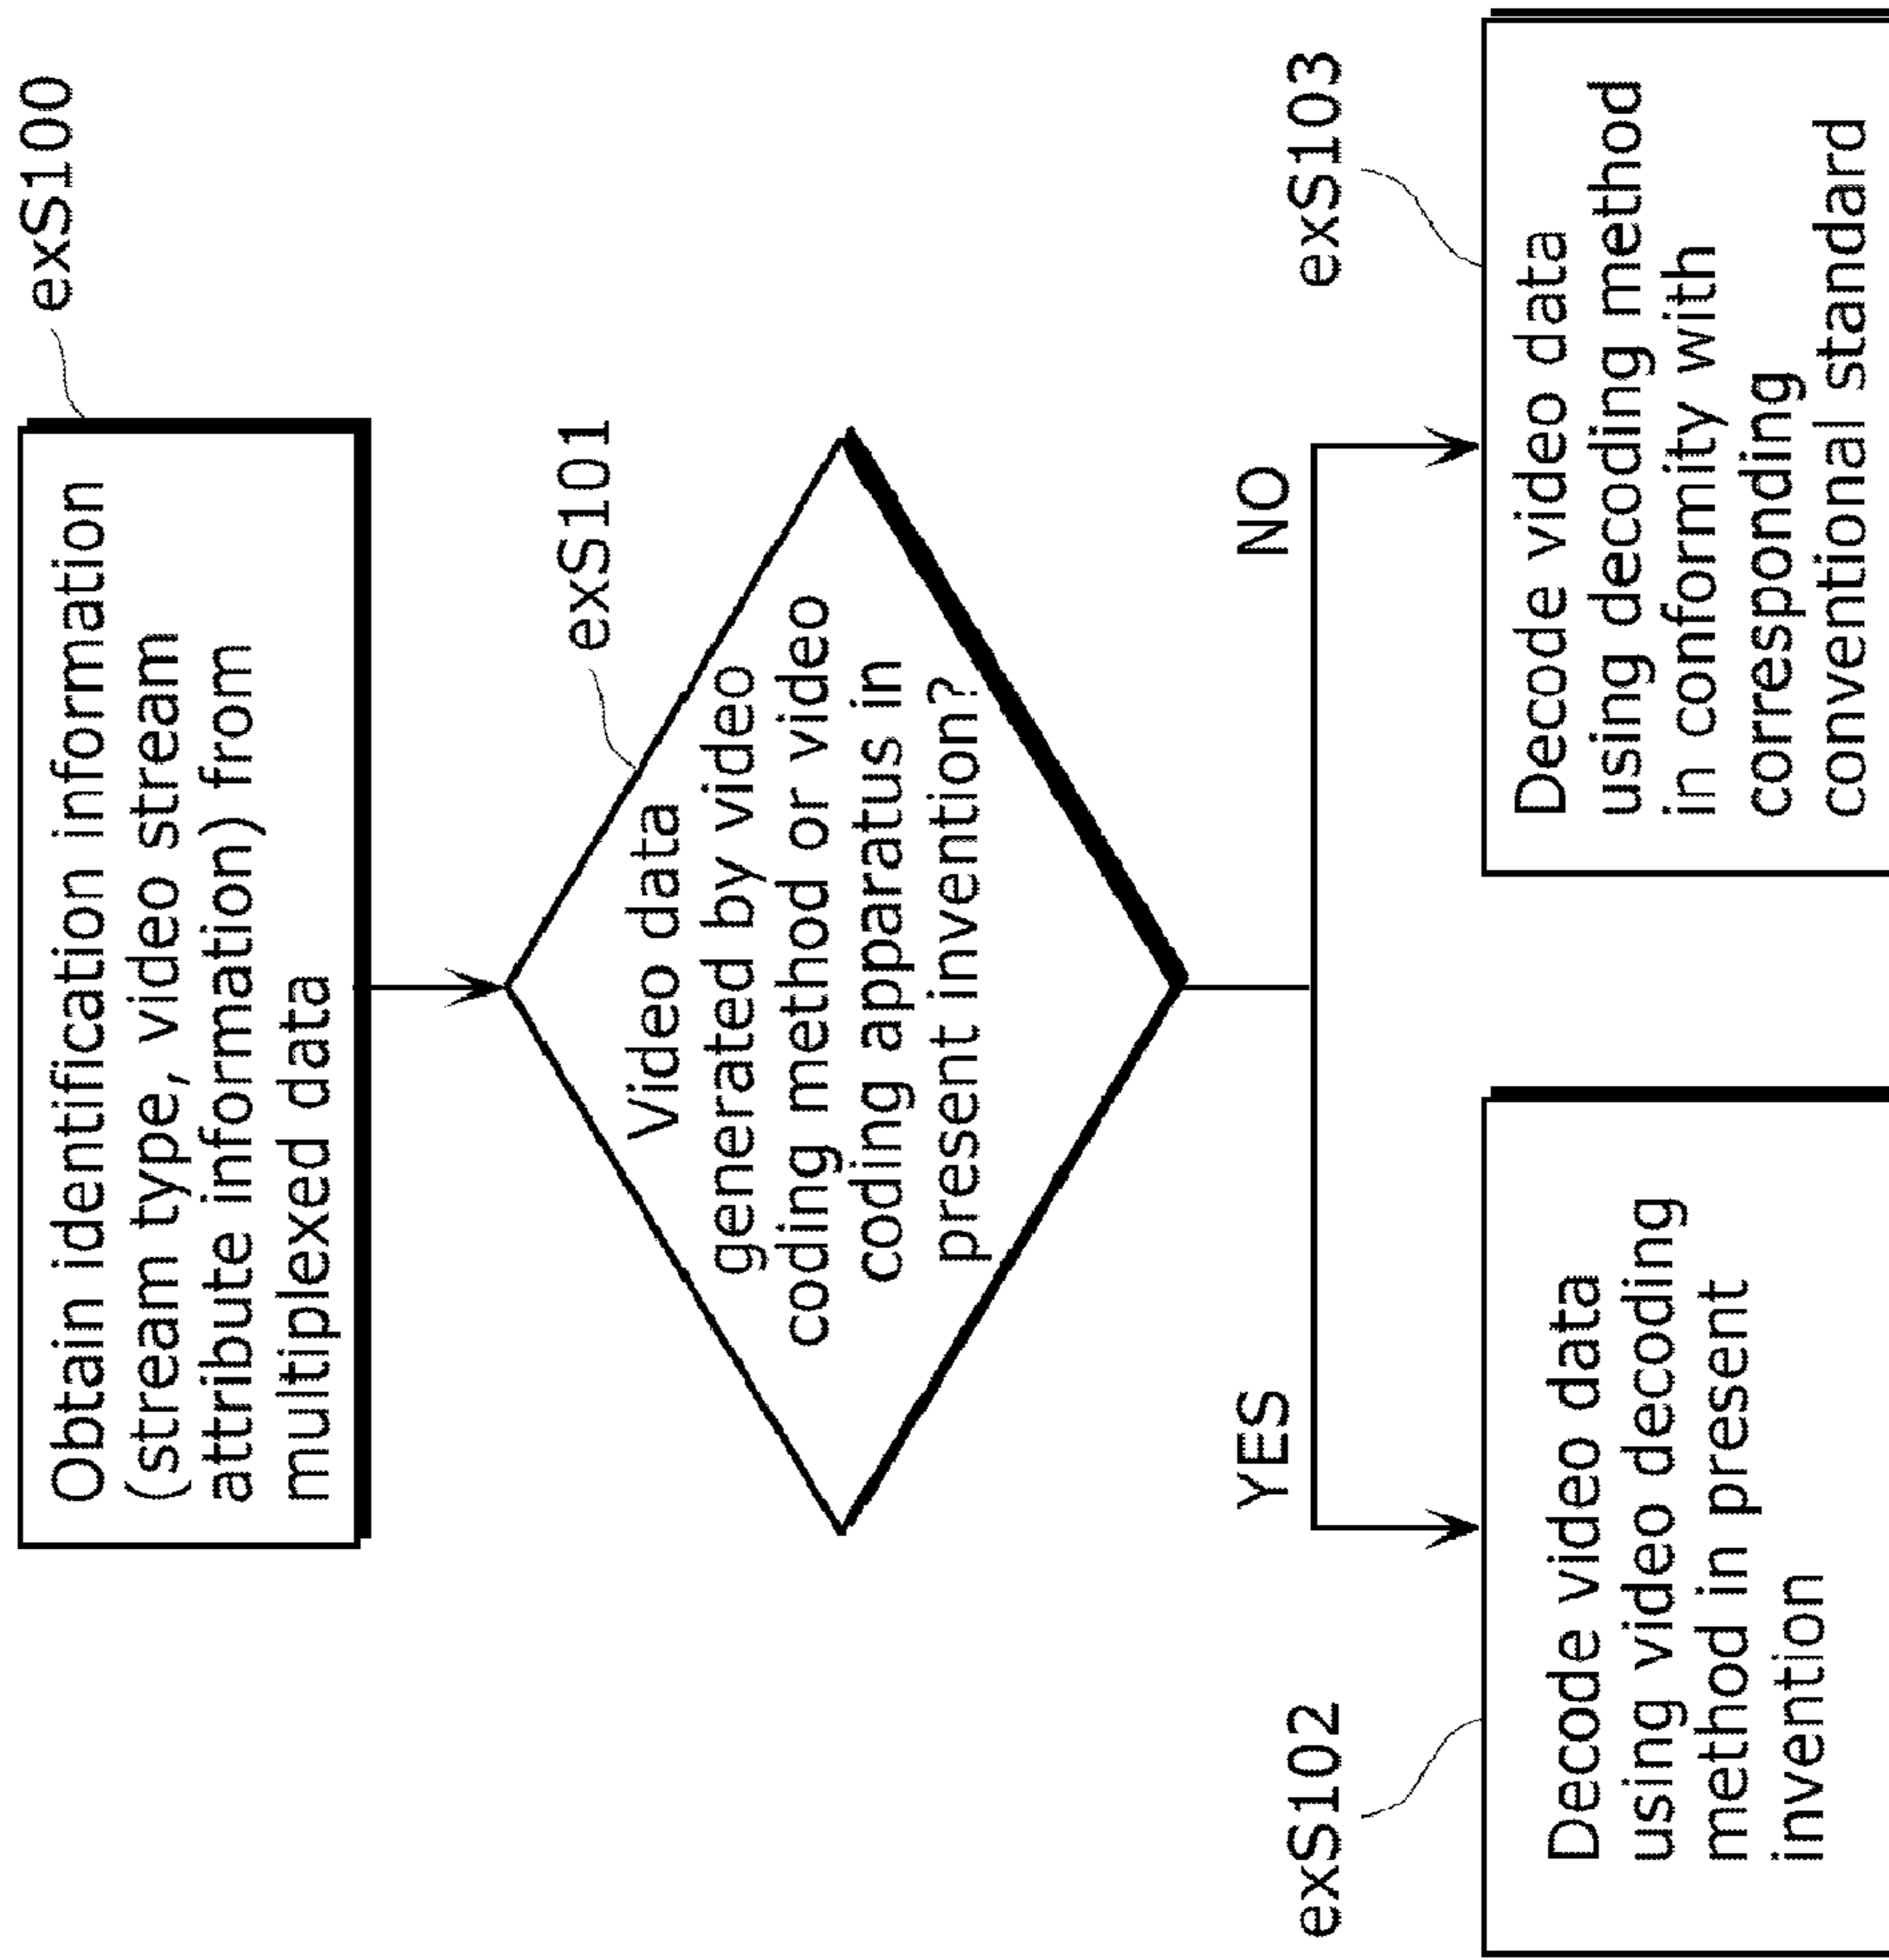 exS100
Obtain identification information
(stream type, video stream
attribute information) from
multiplexed data
exS101
Video data
generated by video
coding method or video
coding apparatus in
present invention?
YES
NO
exS102
Decode video data
using video decoding
method in present
invention
exS103
Decode video data
using decoding method
in conformity with
corresponding
conventional standard